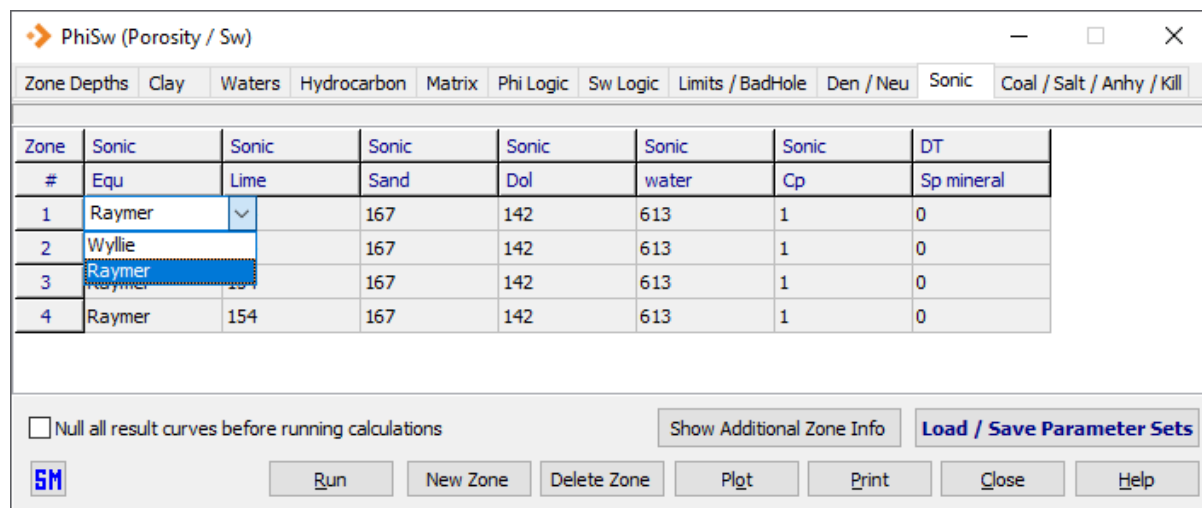 PhiSw (Porosity / Sw)
Zone Depths Clay Waters Hydrocarbon Matrix Phi Logic Sw Logic Limits / BadHole Den / Neu Sonic Coal / Salt / Anhy / Kill
Zone Sonic Sonic Sonic Sonic Sonic Sonic DT
# Equ Lime Sand Dol water Cp Sp mineral
1 Raymer 167 142 613 1 0
2 Wyllie 167 142 613 1 0
3 Raymer 167 142 613 1 0
4 Raymer 154 167 142 613 1 0
Null all result curves before running calculations Show Additional Zone Info Load / Save Parameter Sets
SM Run New Zone Delete Zone Plot Print Close Help